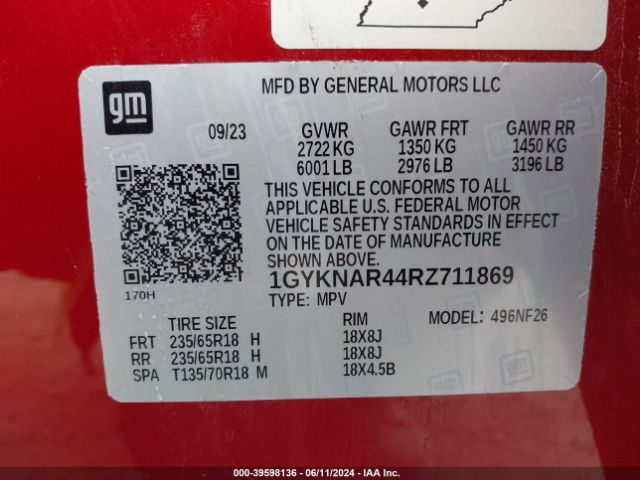 gm
MFD BY GENERAL MOTORS LLC
09/23 GVWR GAWR FRT GAWR RR
2722 KG 1350 KG 1450 KG
6001 LB 2976 LB 3196 LB
THIS VEHICLE CONFORMS TO ALL
APPLICABLE U.S. FEDERAL MOTOR
VEHICLE SAFETY STANDARDS IN EFFECT
ON THE DATE OF MANUFACTURE
SHOWN ABOVE.
170H
1GYKNAR44RZ711869
TYPE: MPV MODEL: 496NF26
TIRE SIZE RIM
FRT 235/65R18 H 18X8J
RR 235/65R18 H 18X8J
SPA T135/70R18 M 18X4.5B
000-39598136 - 06/11/2024 - IAA Inc.